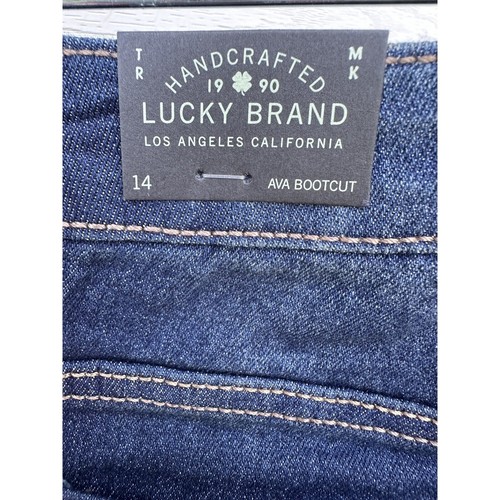 TR MK
HANDCRAFTED
19 90
LUCKY BRAND
LOS ANGELES CALIFORNIA
14 AVA BOOTCUT